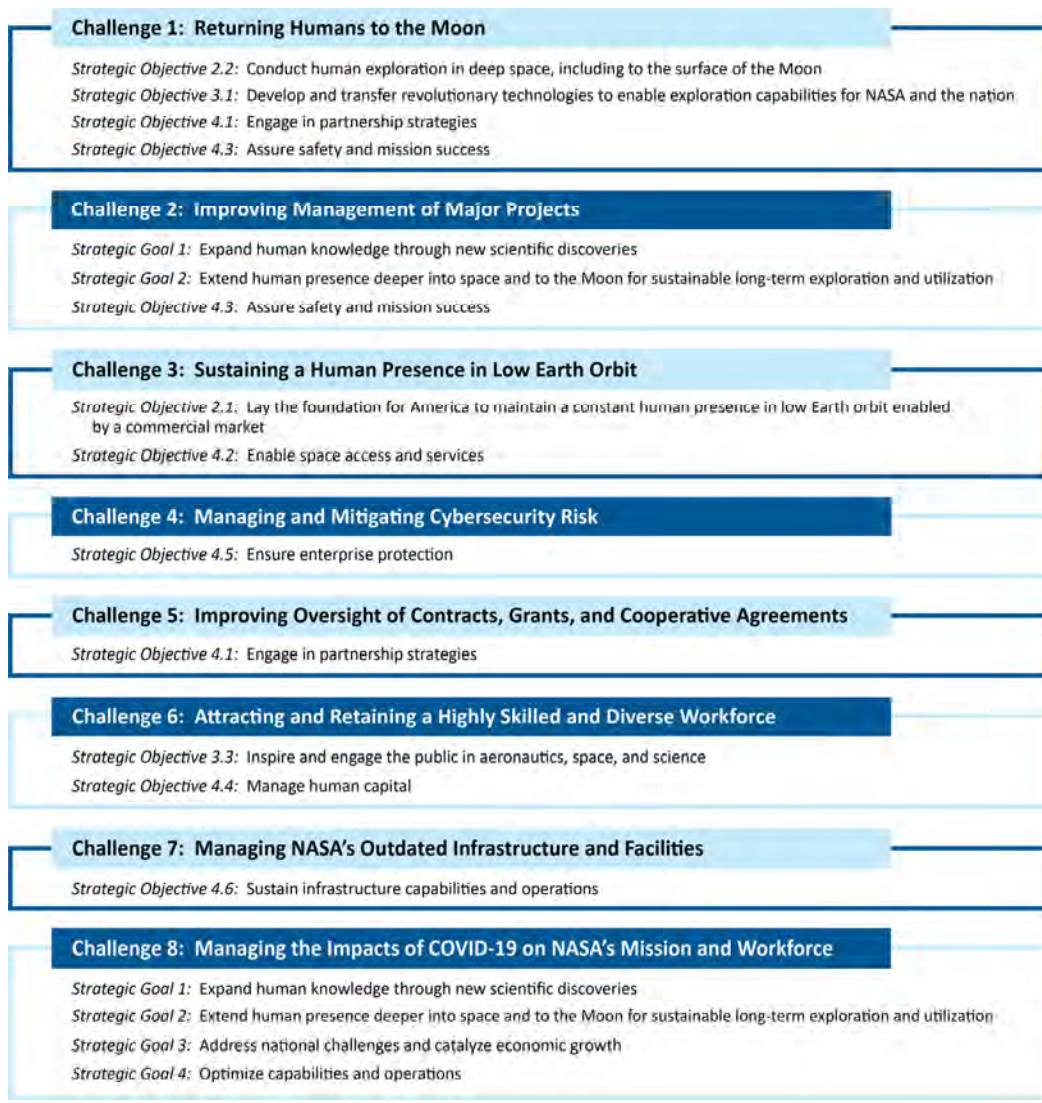 Challenge 1: Returning Humans to the Moon
Strategic Objective 2.2: Conduct human exploration in deep space, including to the surface of the Moon
Strategic Objective 3.1: Develop and transfer revolutionary technologies to enable exploration capabilities for NASA and the nation
Strategic Objective 4.1: Engage in partnership strategies
Strategic Objective 4.3: Assure safety and mission success
Challenge 2: Improving Management of Major Projects
Strategic Goal 1: Expand human knowledge through new scientific discoveries
Strategic Goal 2: Extend human presence deeper into space and to the Moon for sustainable long-term exploration and utilization
Strategic Objective 4.3: Assure safety and mission success
Challenge 3: Sustaining a Human Presence in Low Earth Orbit
Strategic Objective 2.1: Lay the foundation for America to maintain a constant human presence in low Earth orbit enabled
by a commercial market
Strategic Objective 4.2: Enable space access and services
Challenge 4: Managing and Mitigating Cybersecurity Risk
Strategic Objective 4.5: Ensure enterprise protection
Challenge 5: Improving Oversight of Contracts, Grants, and Cooperative Agreements
Strategic Objective 4.1: Engage in partnership strategies
Challenge 6: Attracting and Retaining a Highly Skilled and Diverse Workforce
Strategic Objective 3.3: Inspire and engage the public in aeronautics, space, and science
Strategic Objective 4.4: Manage human capital
Challenge 7: Managing NASA's Outdated Infrastructure and Facilities
Strategic Objective 4.6: Sustain infrastructure capabilities and operations
Challenge 8: Managing the Impacts of COVID-19 on NASA's Mission and Workforce
Strategic Goal 1: Expand human knowledge through new scientific discoveries
Strategic Goal 2: Extend human presence deeper into space and to the Moon for sustainable long-term exploration and utilization
Strategic Goal 3: Address national challenges and catalyze economic growth
Strategic Goal 4: Optimize capabilities and operations